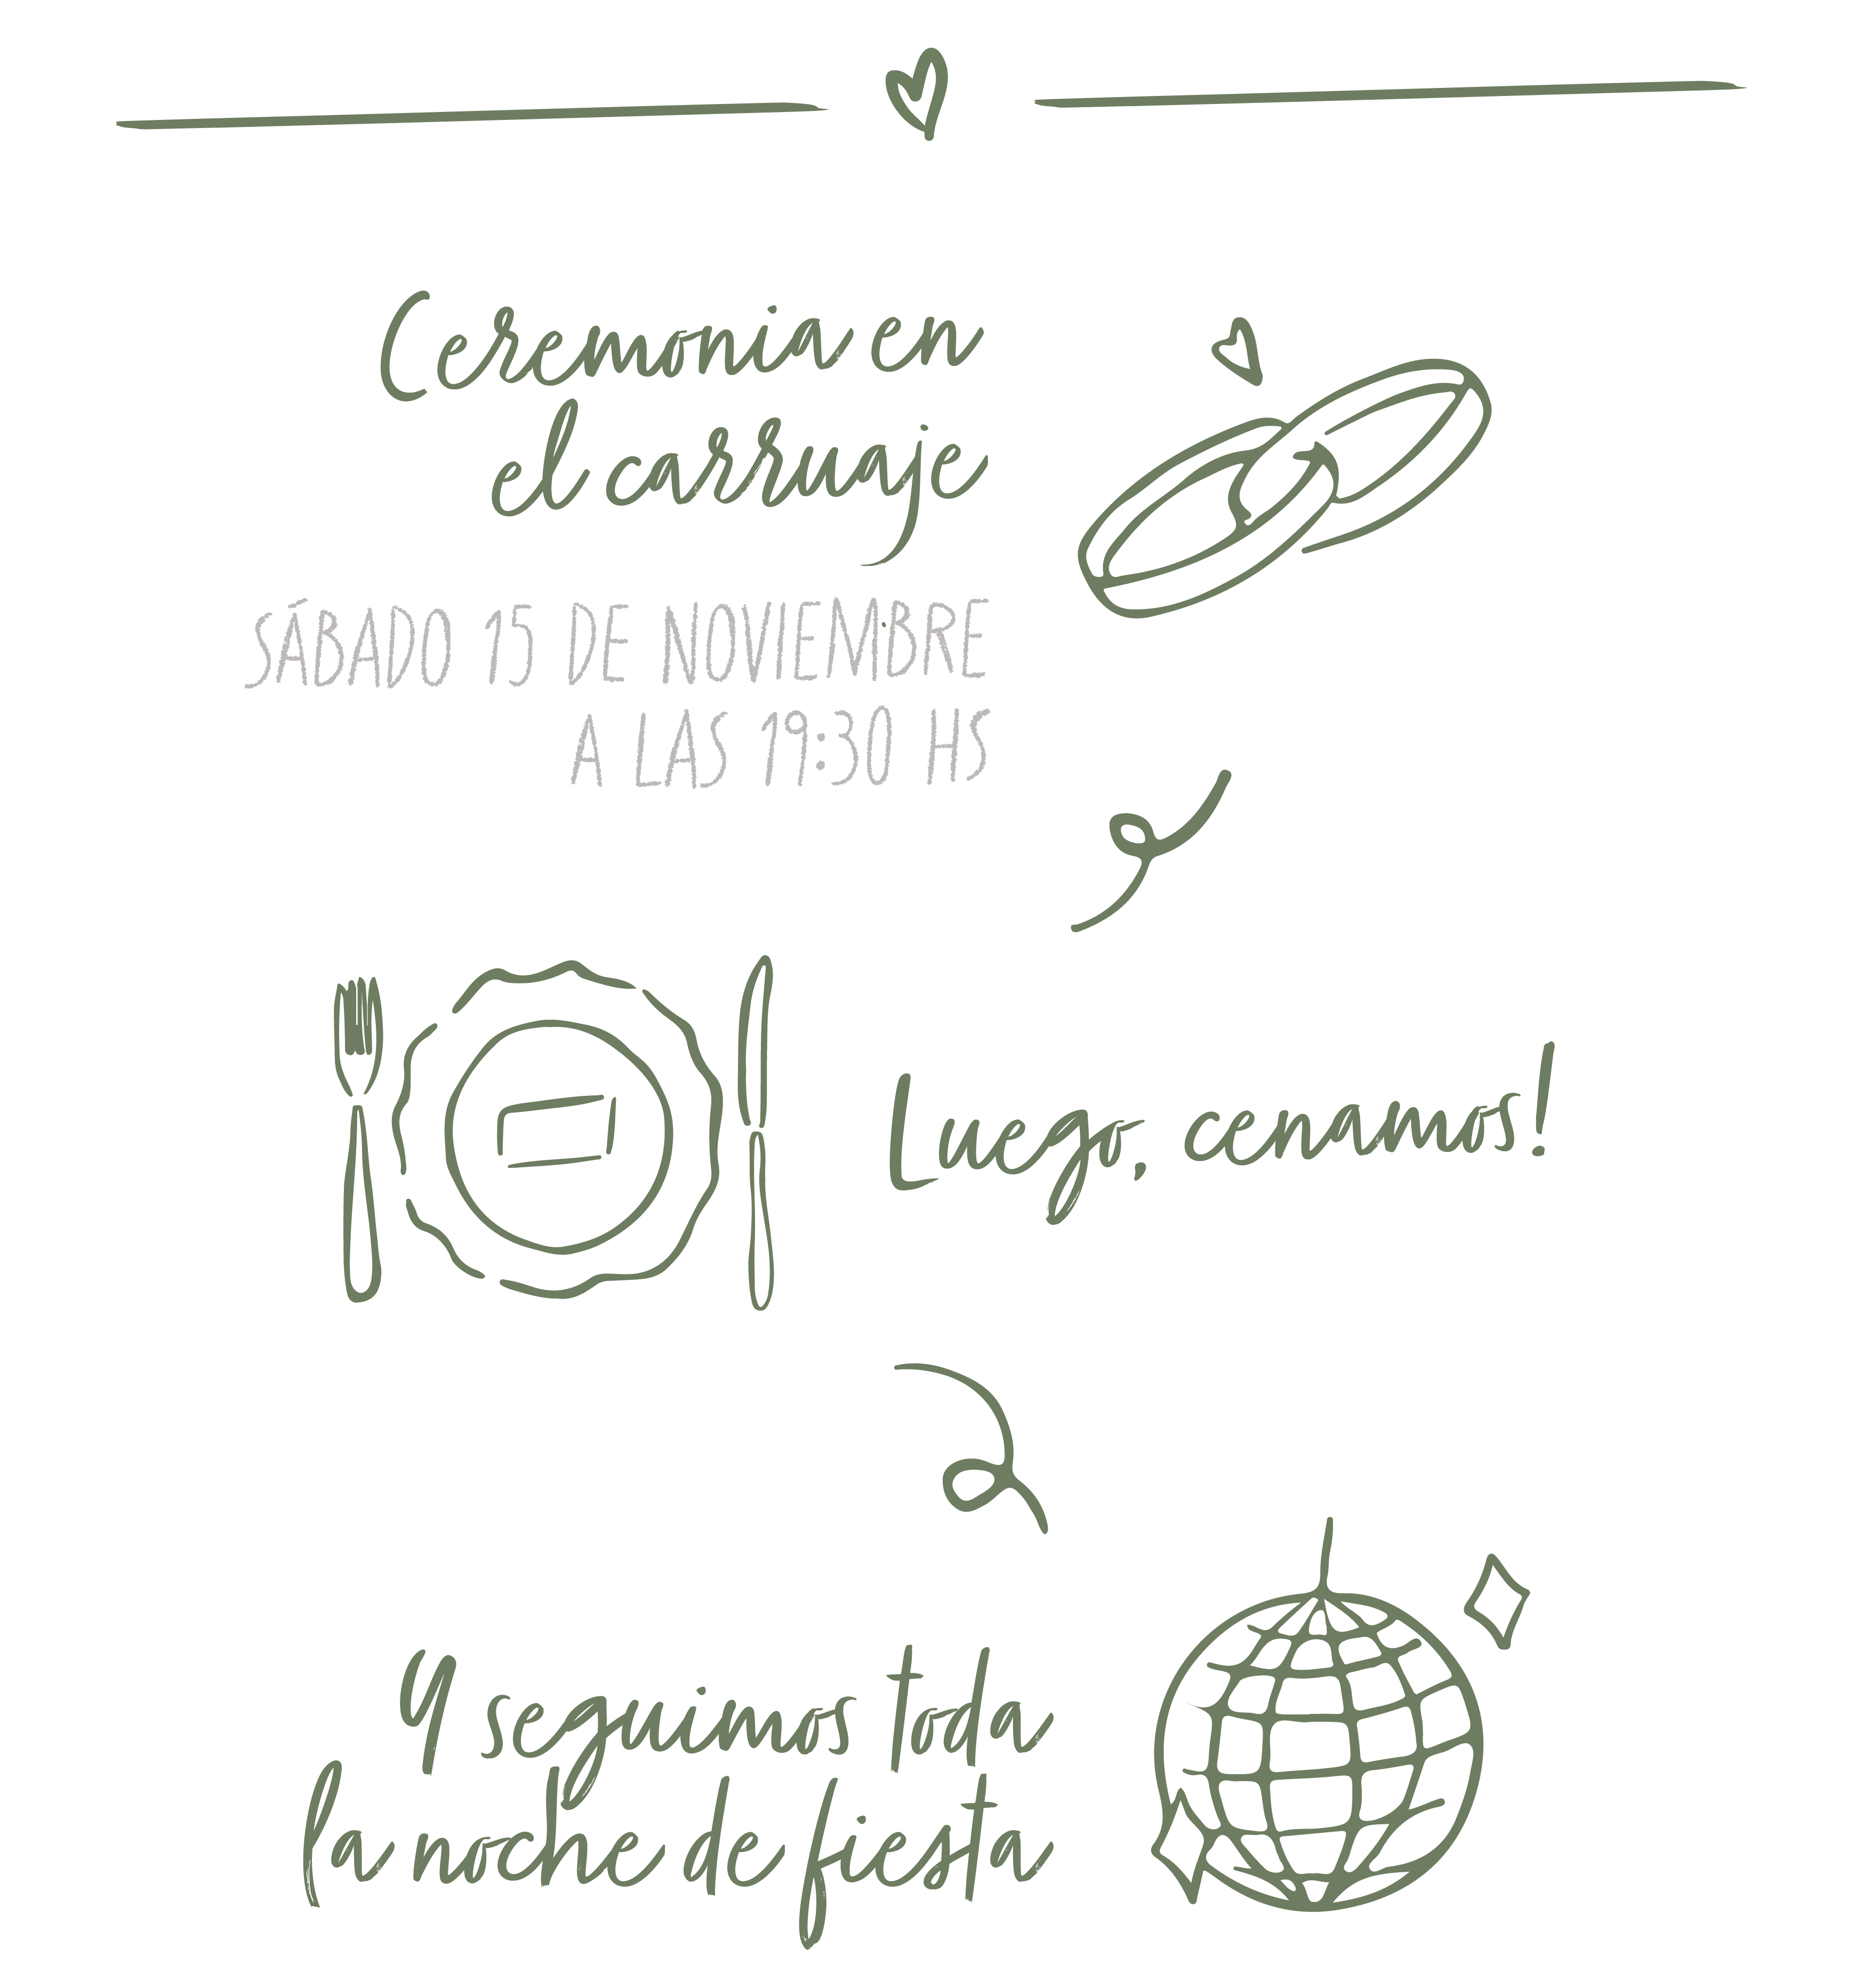 Ceremonia en
el carruaje
SÁBADO 15 DE NOVIEMBRE
A LAS 19:30 HS
Luego, cenamos!
Y seguimos toda
la noche de fiesta